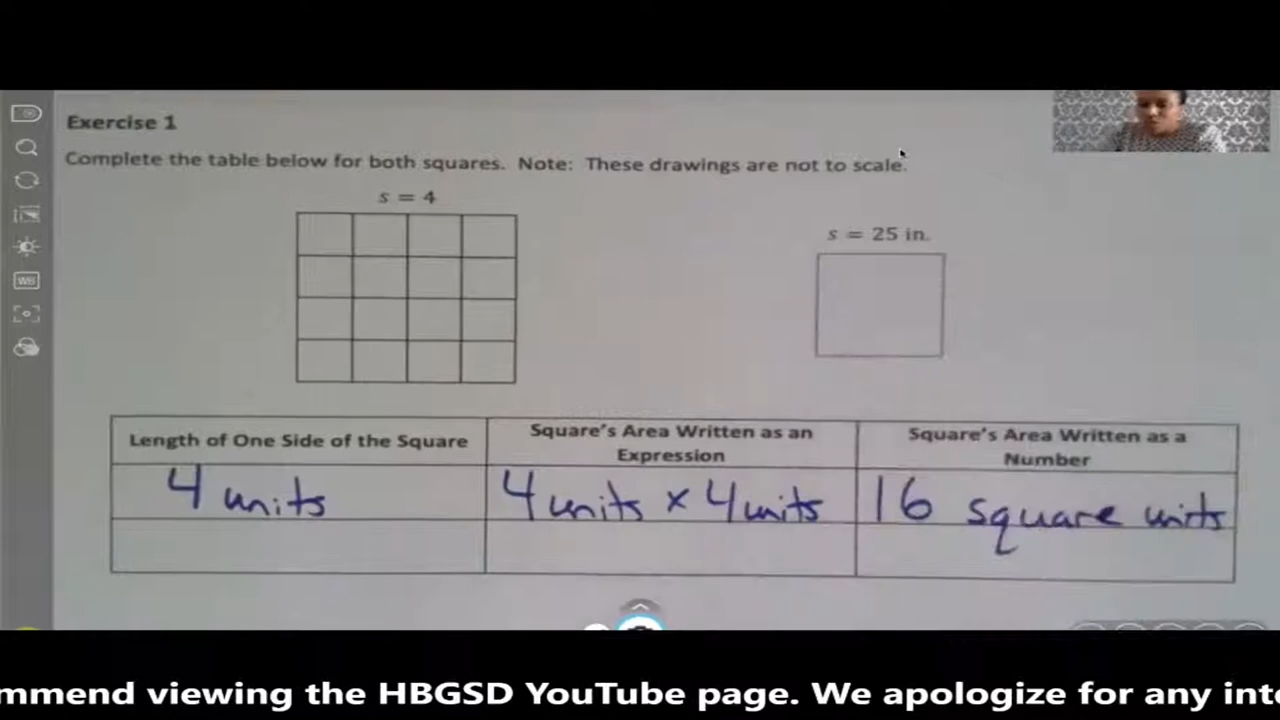 Exercise 1
Complete the table below for both squares. Note: These drawings are not to scale.
s = 4
s = 25 in.
Length of One Side of the Square
Square's Area Written as an
Expression
Square's Area Written as a
Number
4 units
4 units x 4 units
16 square units
WB
mmend viewing the HBGSD YouTube page. We apologize for any inte